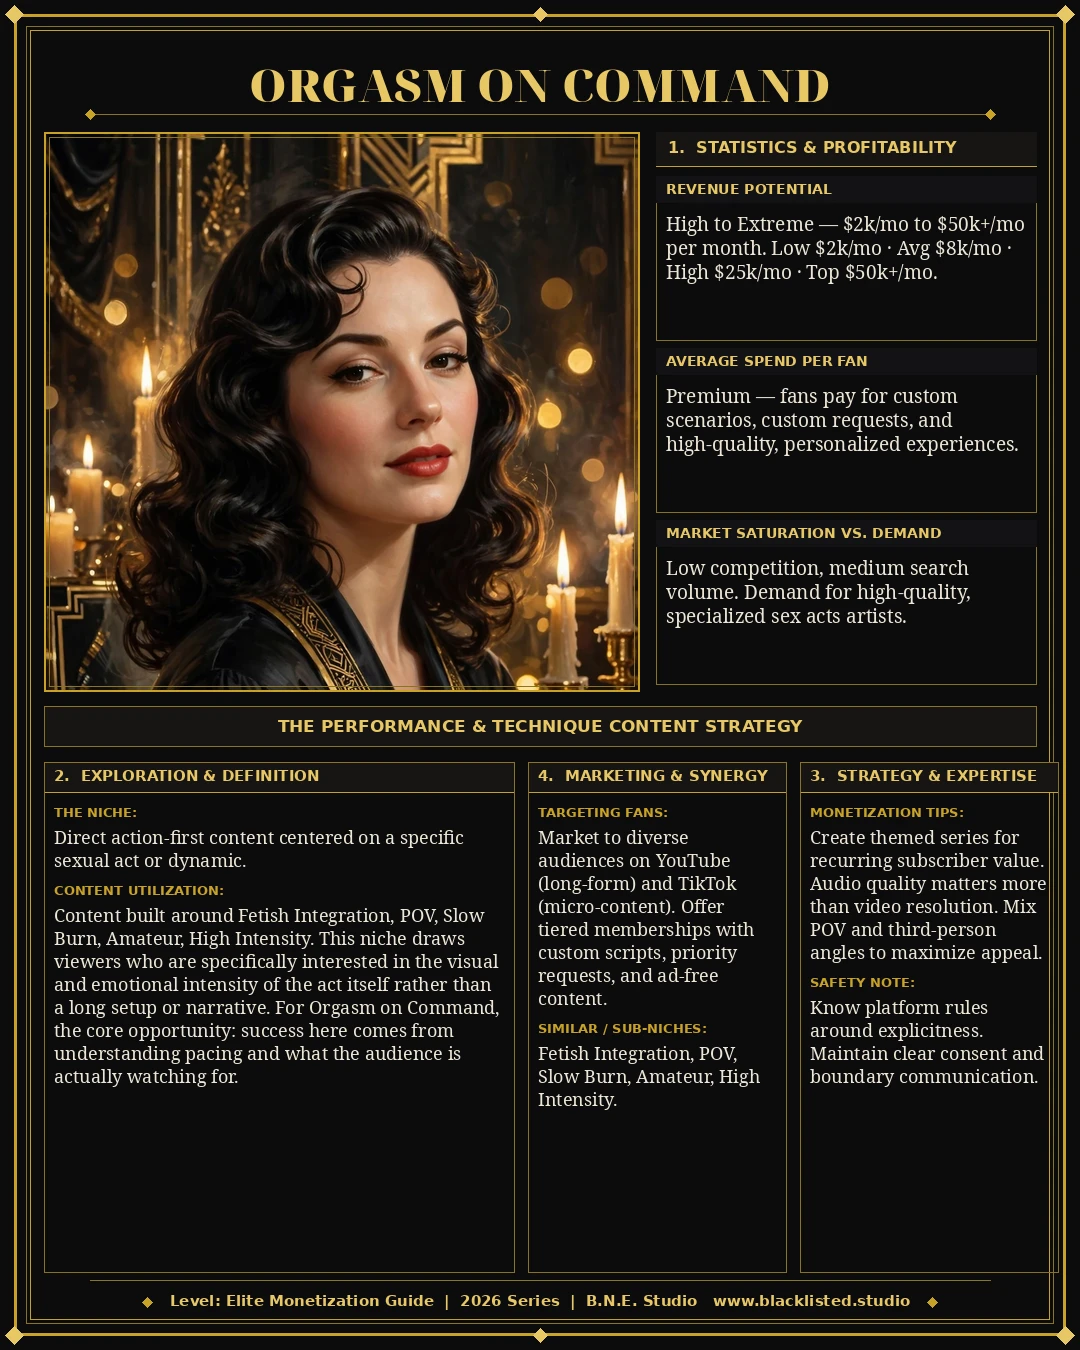 ORGASM ON COMMAND
1. STATISTICS & PROFITABILITY
REVENUE POTENTIAL
High to Extreme — $2k/mo to $50k+/mo
per month. Low $2k/mo · Avg $8k/mo ·
High $25k/mo · Top $50k+/mo.
AVERAGE SPEND PER FAN
Premium — fans pay for custom
scenarios, custom requests, and
high-quality, personalized experiences.
MARKET SATURATION VS. DEMAND
Low competition, medium search
volume. Demand for high-quality,
specialized sex acts artists.
THE PERFORMANCE & TECHNIQUE CONTENT STRATEGY
2. EXPLORATION & DEFINITION
THE NICHE:
Direct action-first content centered on a specific
sexual act or dynamic.
CONTENT UTILIZATION:
Content built around Fetish Integration, POV, Slow
Burn, Amateur, High Intensity. This niche draws
viewers who are specifically interested in the visual
and emotional intensity of the act itself rather than
a long setup or narrative. For Orgasm on Command,
the core opportunity: success here comes from
understanding pacing and what the audience is
actually watching for.
4. MARKETING & SYNERGY
TARGETING FANS:
Market to diverse
audiences on YouTube
(long-form) and TikTok
(micro-content). Offer
tiered memberships with
custom scripts, priority
requests, and ad-free
content.
SIMILAR / SUB-NICHES:
Fetish Integration, POV,
Slow Burn, Amateur, High
Intensity.
3. STRATEGY & EXPERTISE
MONETIZATION TIPS:
Create themed series for
recurring subscriber value.
Audio quality matters more
than video resolution. Mix
POV and third-person
angles to maximize appeal.
SAFETY NOTE:
Know platform rules
around explicitness.
Maintain clear consent and
boundary communication.
Level: Elite Monetization Guide | 2026 Series | B.N.E. Studio www.blacklisted.studio